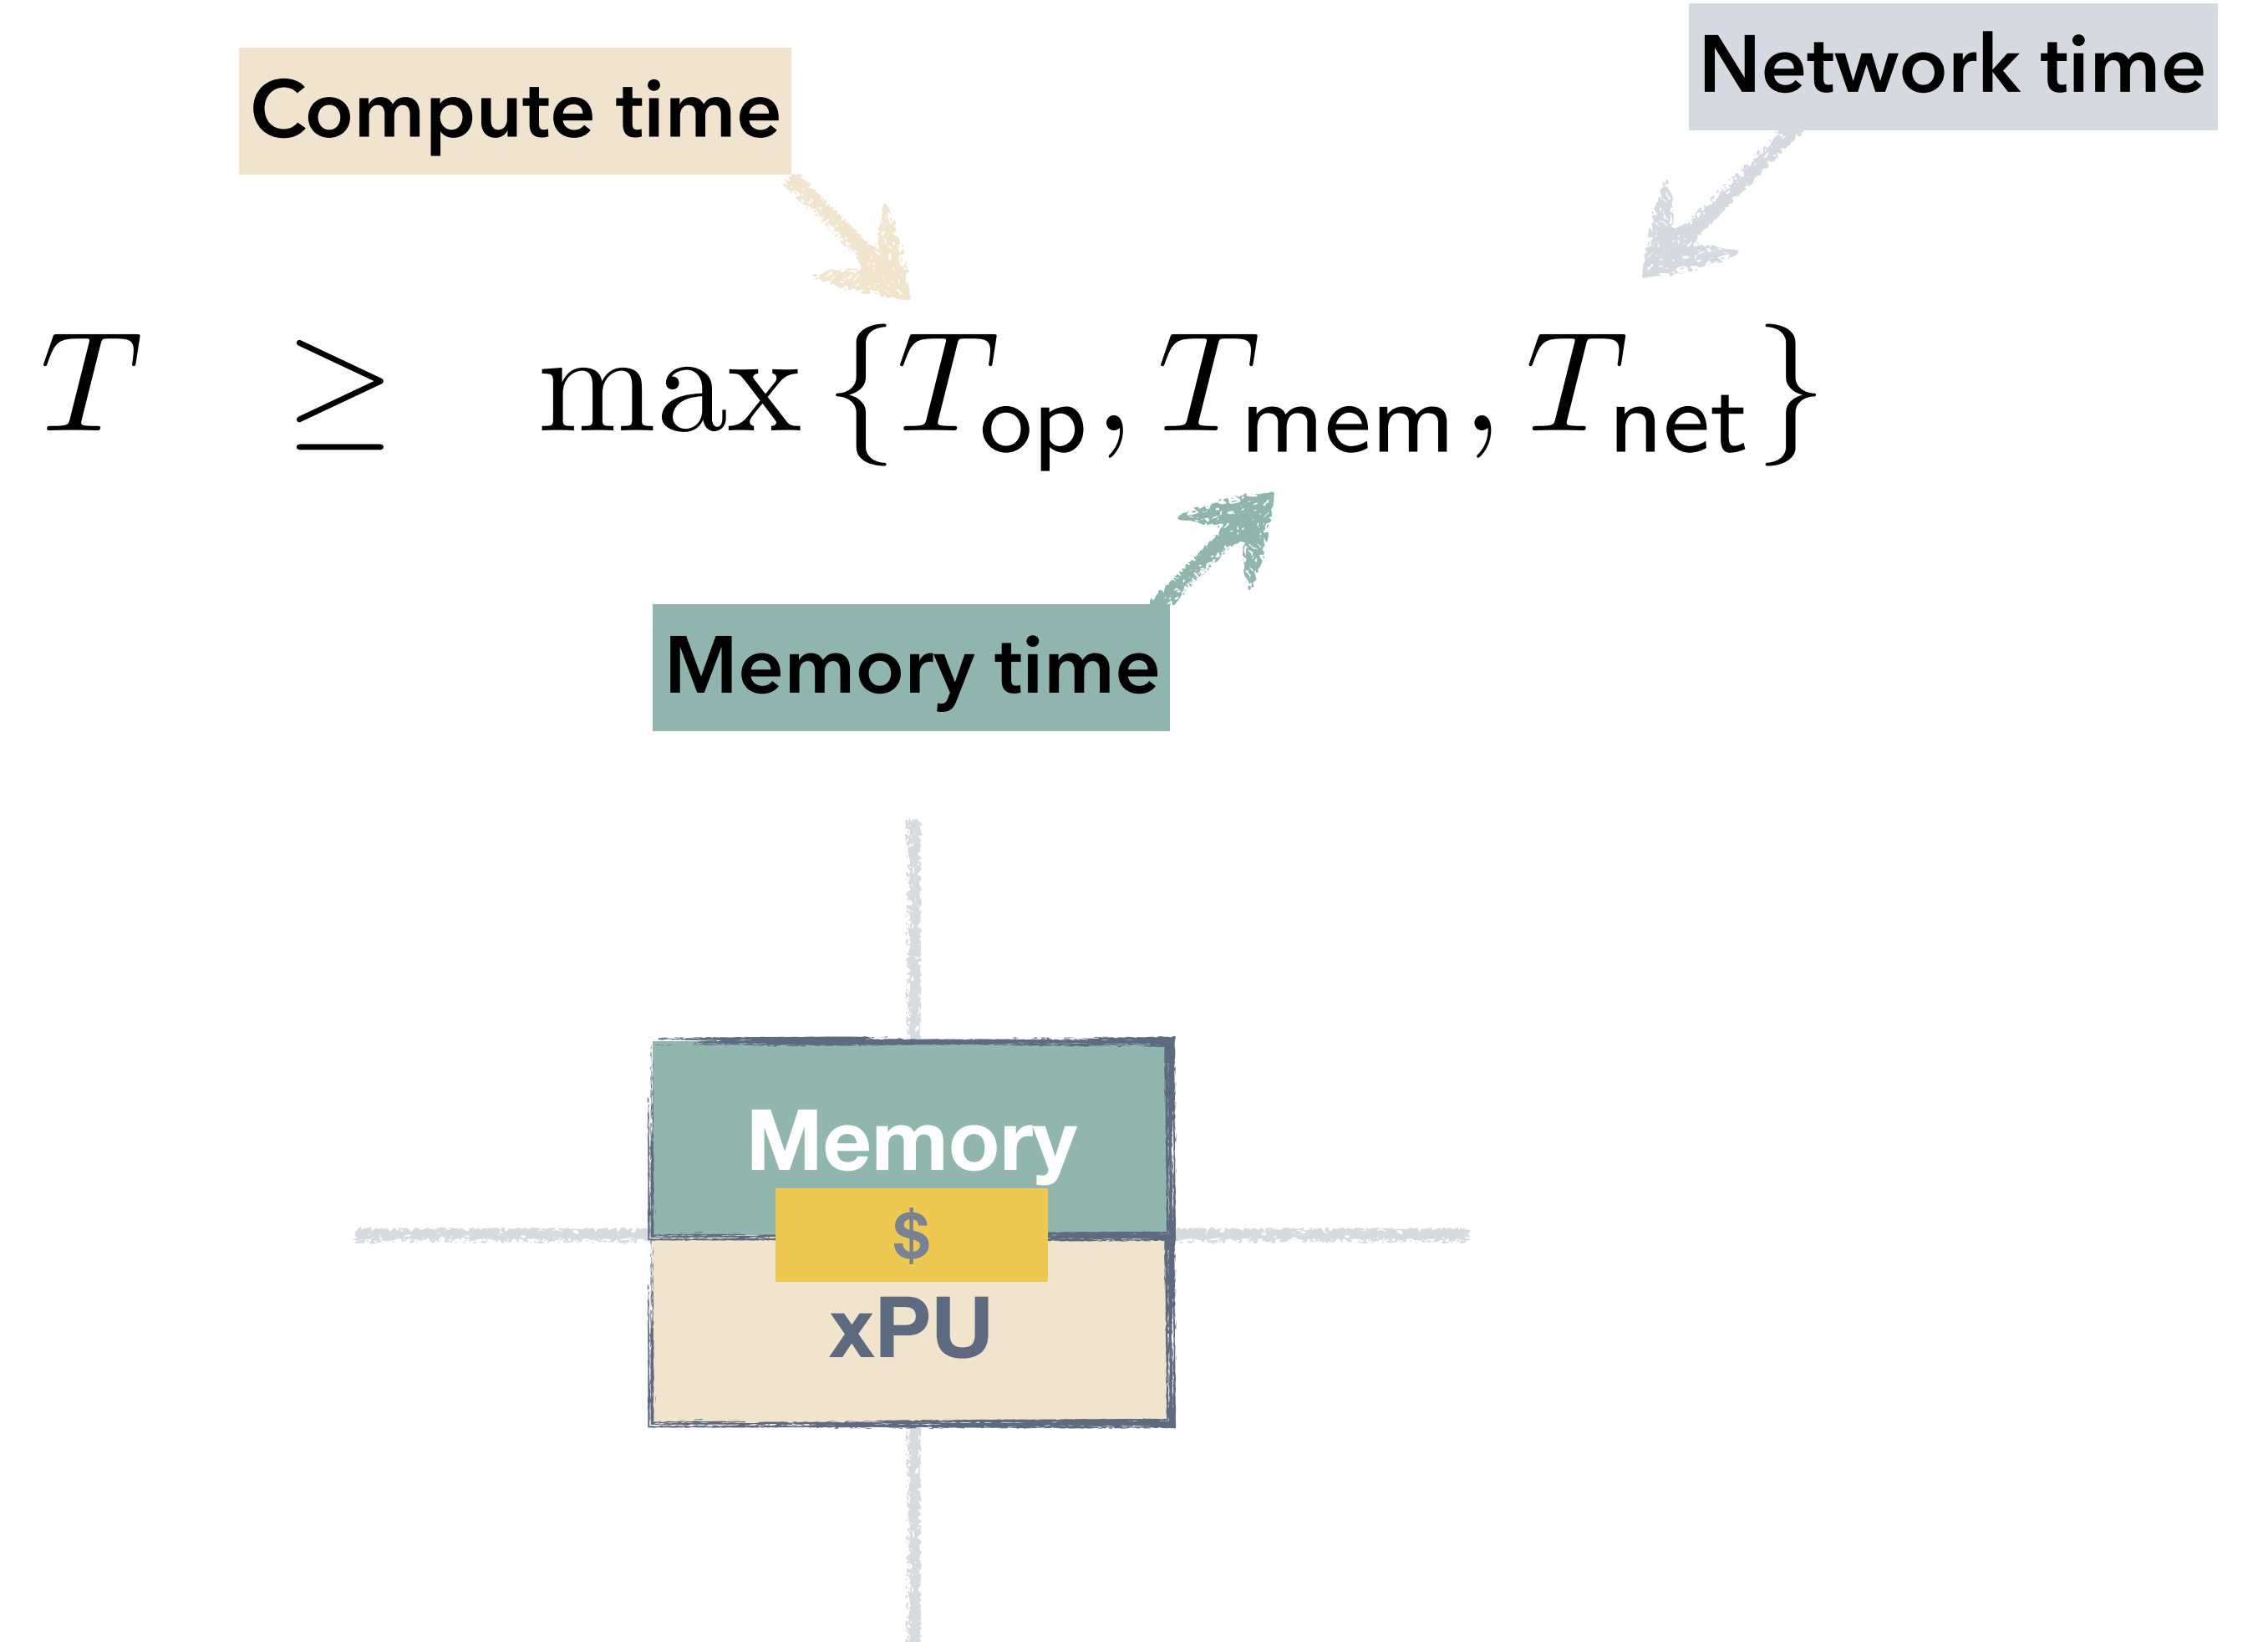 Compute time
Network time
T ≥ max {T_op, T_mem, T_net}
Memory time
Memory
$
xPU